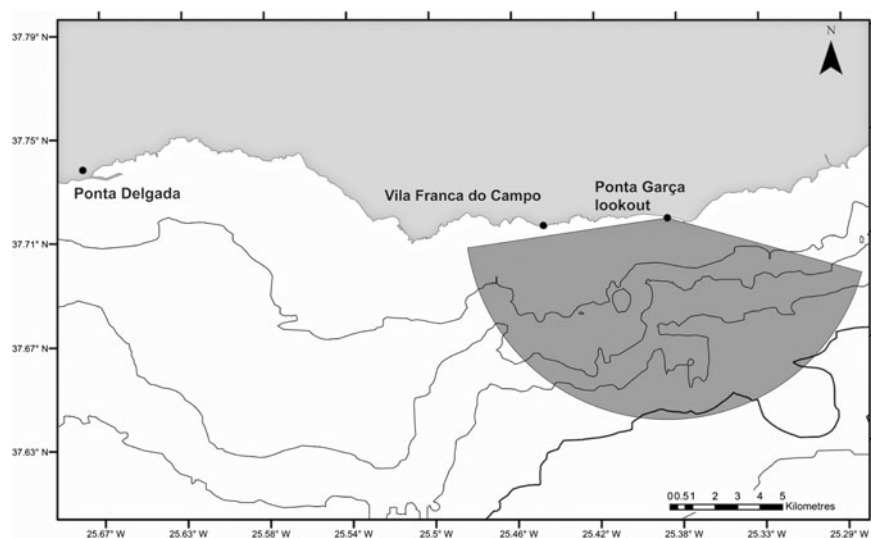 37.79° N
N
37.75° N
Ponta Delgada
Vila Franca do Campo
Ponta Garça
lookout
37.71° N
37.67° N
37.63° N
0 0.5 1 2 3 4 5
Kilometres
25.67° W 25.63° W 25.58° W 25.54° W 25.50° W 25.46° W 25.42° W 25.38° W 25.33° W 25.29° W